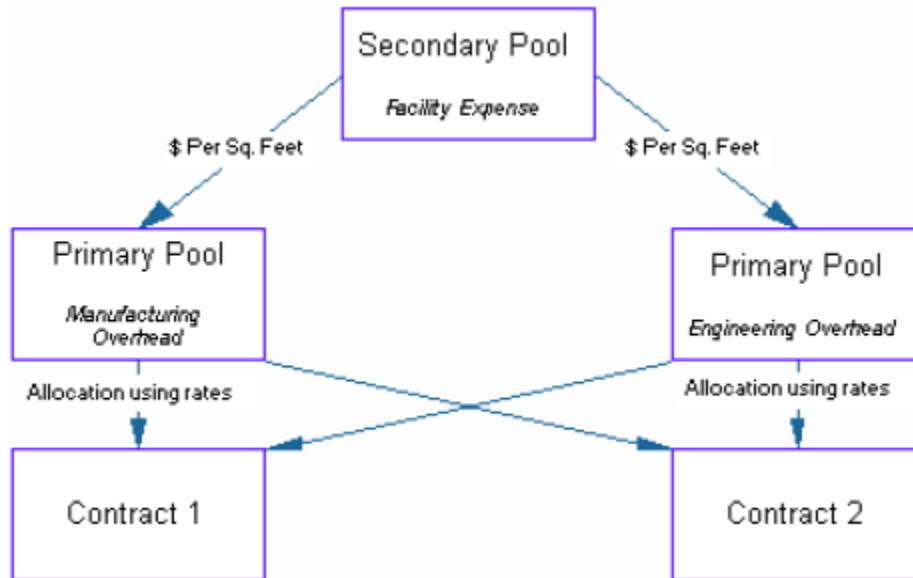 Secondary Pool
Facility Expense
$ Per Sq. Feet
$ Per Sq. Feet
Primary Pool
Manufacturing
Overhead
Primary Pool
Engineering Overhead
Allocation using rates
Allocation using rates
Contract 1
Contract 2